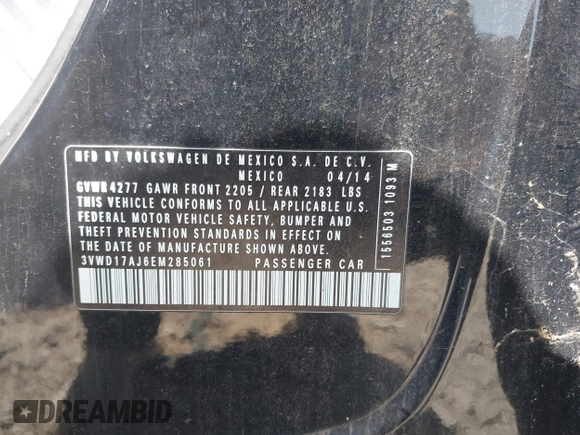 MFD BY VOLKSWAGEN DE MEXICO S.A. DE C.V.
MEXICO 04/14
GVWR 4277 GAWR FRONT 2205 / REAR 2183 LBS
THIS VEHICLE CONFORMS TO ALL APPLICABLE U.S.
FEDERAL MOTOR VEHICLE SAFETY, BUMPER AND
THEFT PREVENTION STANDARDS IN EFFECT ON
THE DATE OF MANUFACTURE SHOWN ABOVE.
3VWD17AJ6EM285061 PASSENGER CAR
1556503 1093 M
DREAMBID